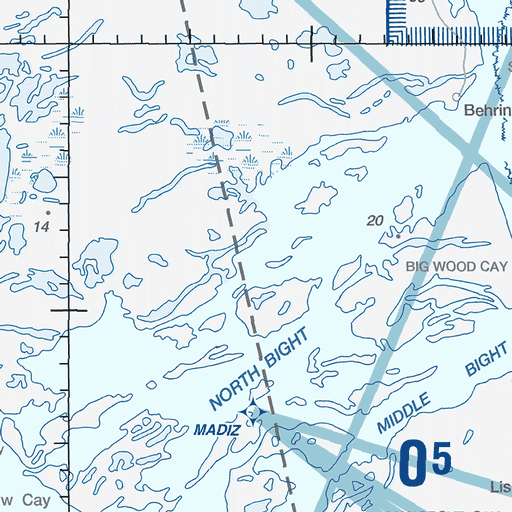 Behrin
14
20
BIG WOOD CAY
NORTH BIGHT
MIDDLE BIGHT
MADIZ
05
Lis
w Cay